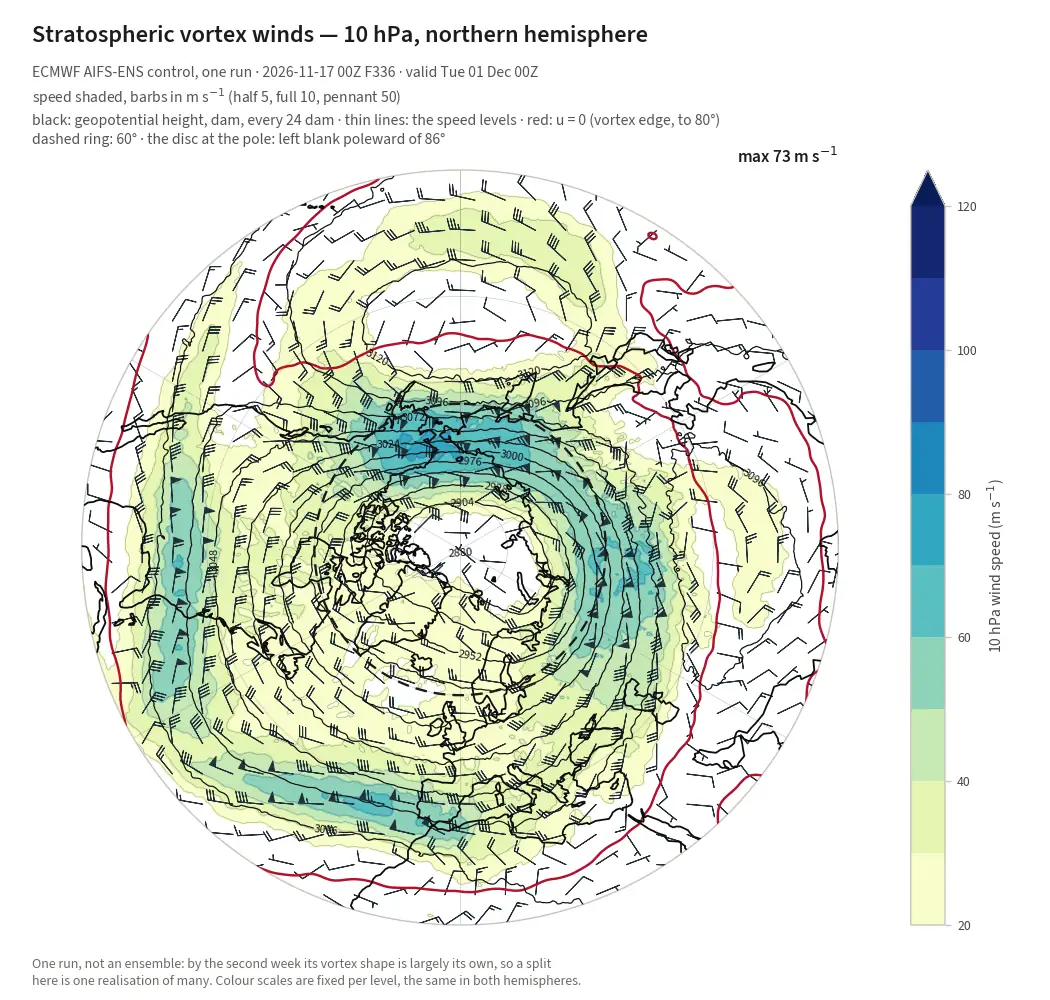 Stratospheric vortex winds — 10 hPa, northern hemisphere
ECMWF AIFS-ENS control, one run · 2026-11-17 00Z F336 · valid Tue 01 Dec 00Z
speed shaded, barbs in m s⁻¹ (half 5, full 10, pennant 50)
black: geopotential height, dam, every 24 dam · thin lines: the speed levels · red: u = 0 (vortex edge, to 80°)
dashed ring: 60° · the disc at the pole: left blank poleward of 86°
max 73 m s⁻¹
120
100
80
60
40
20
10 hPa wind speed (m s⁻¹)
3120
3120
3096
3096
3072
3024
3000
2976
3096
2904
2880
2952
One run, not an ensemble: by the second week its vortex shape is largely its own, so a split
here is one realisation of many. Colour scales are fixed per level, the same in both hemispheres.